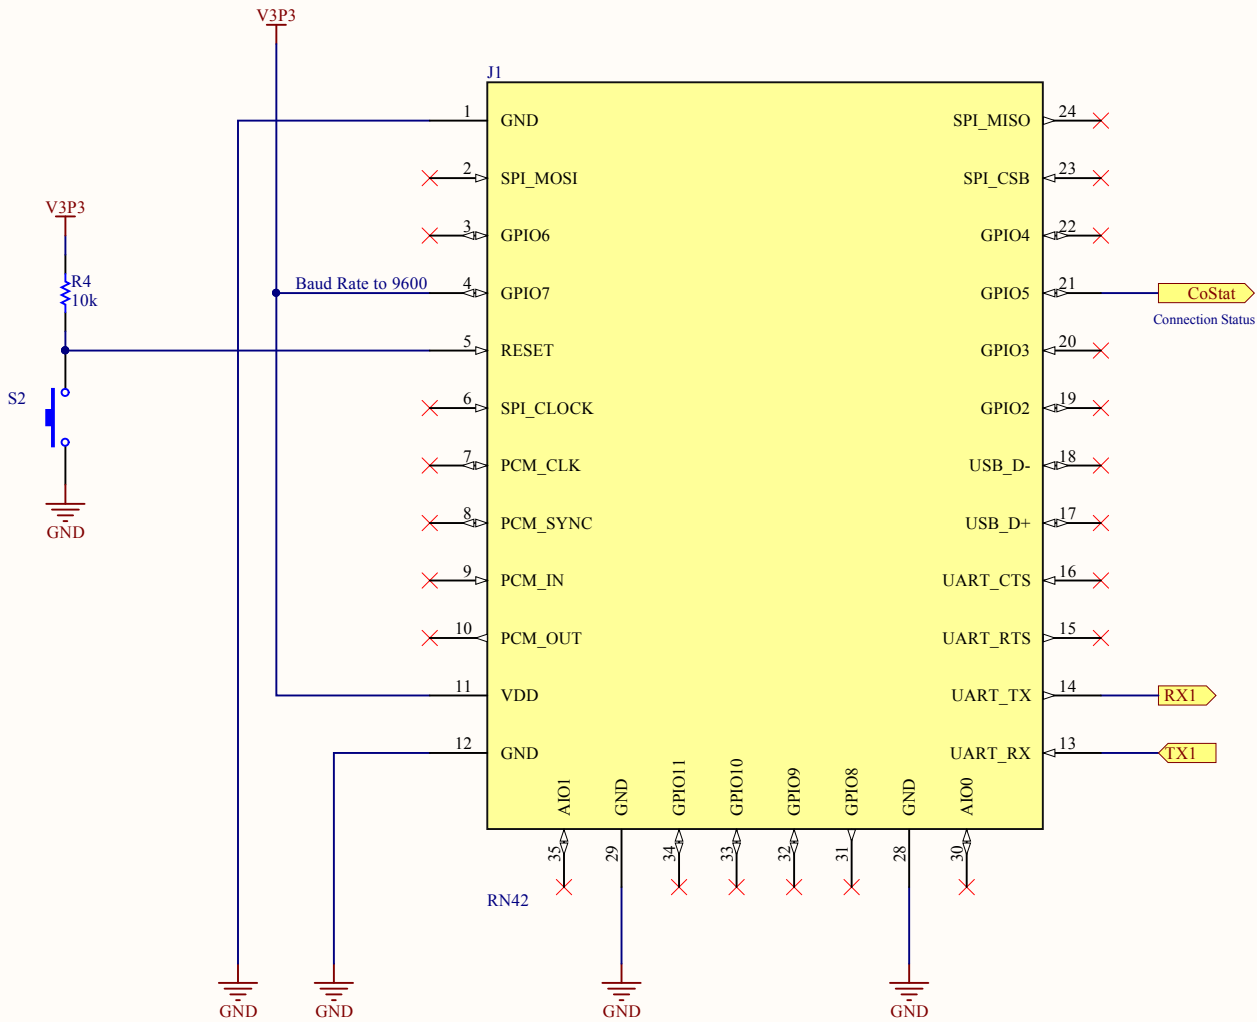 V3P3
J1
1 GND
SPI_MISO 24
2 SPI_MOSI
SPI_CSB 23
V3P3
3 GPIO6
GPIO4 22
R4
10k
Baud Rate to 9600
4 GPIO7
GPIO5 21
CoStat
Connection Status
5 RESET
GPIO3 20
S2
6 SPI_CLOCK
GPIO2 19
7 PCM_CLK
USB_D- 18
GND
8 PCM_SYNC
USB_D+ 17
9 PCM_IN
UART_CTS 16
10 PCM_OUT
UART_RTS 15
11 VDD
UART_TX 14
RX1
12 GND
UART_RX 13
TX1
AIO1 35
GND 29
GPIO11 34
GPIO10 33
GPIO9 32
GPIO8 31
GND 28
AIO0 30
RN42
GND
GND
GND
GND